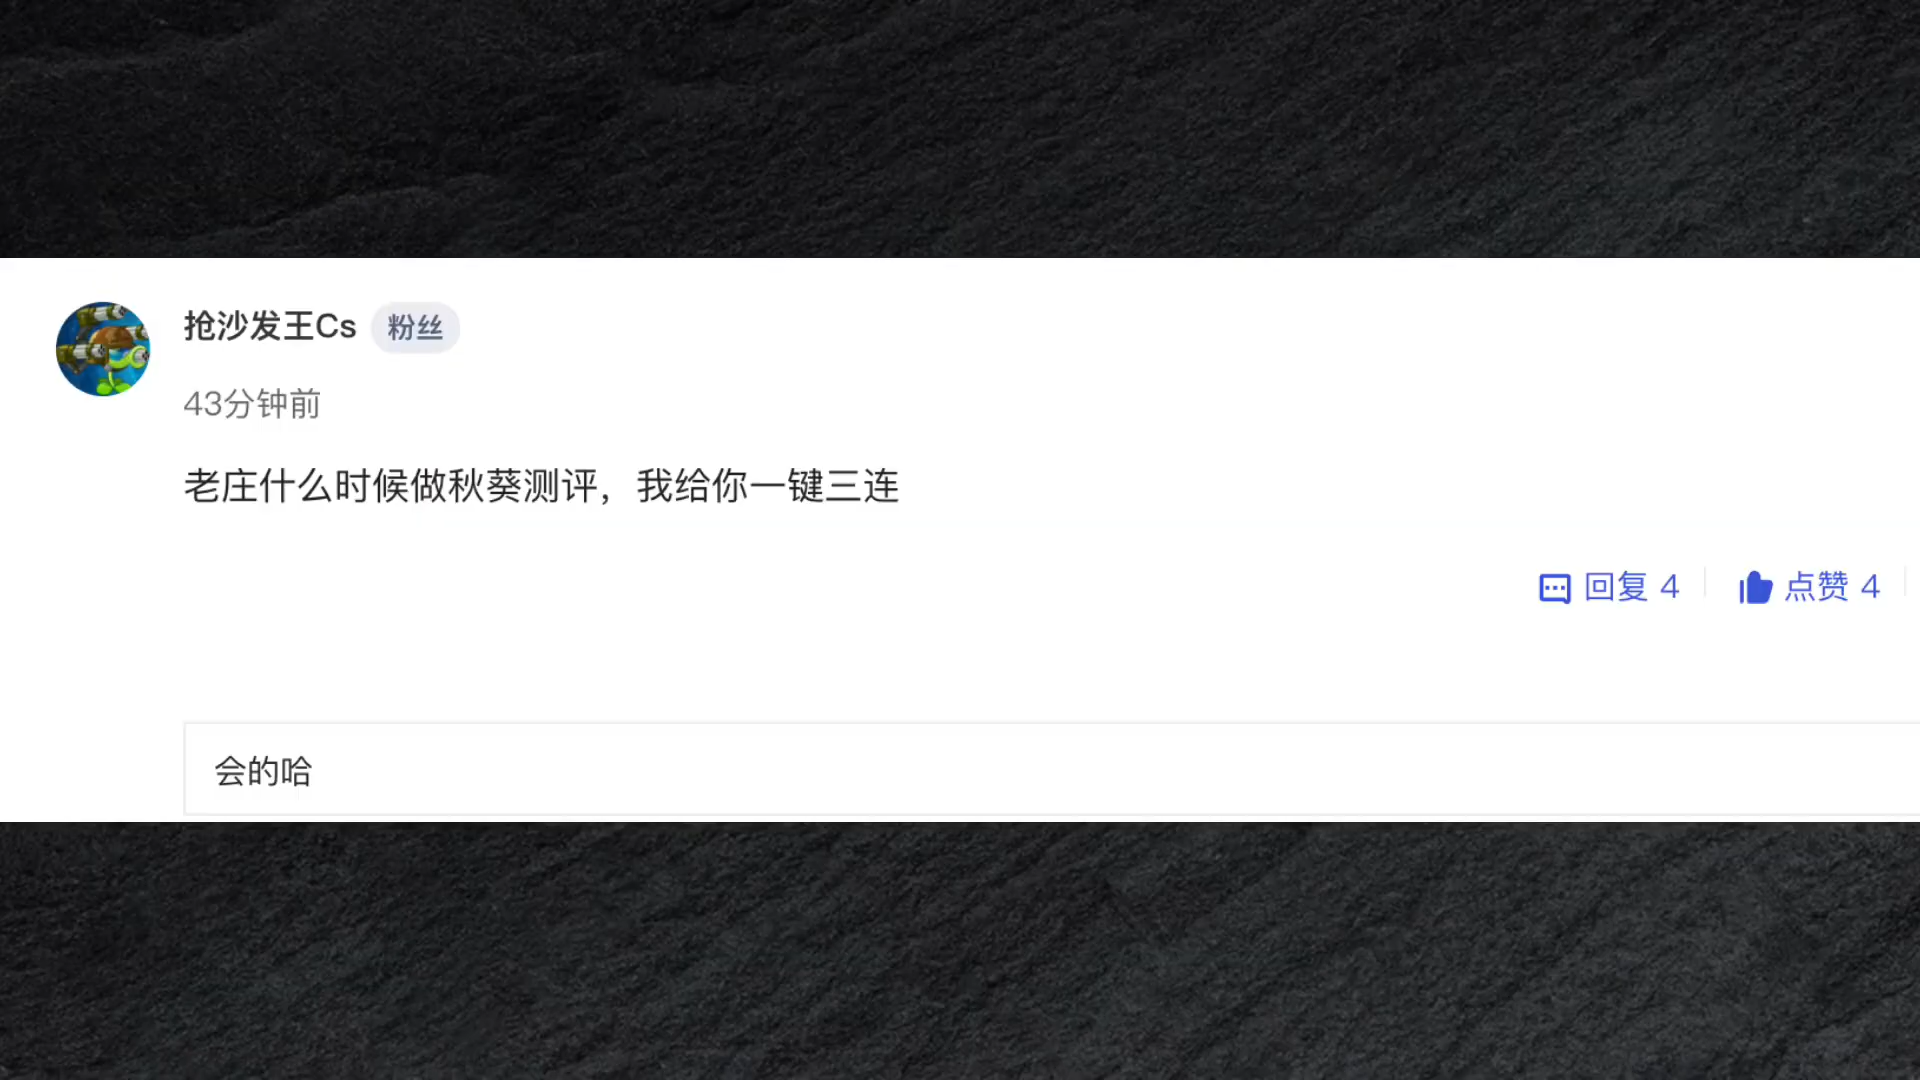 抢沙发王Cs 粉丝
43分钟前
老庄什么时候做秋葵测评，我给你一键三连
回复 4 点赞 4
会的哈